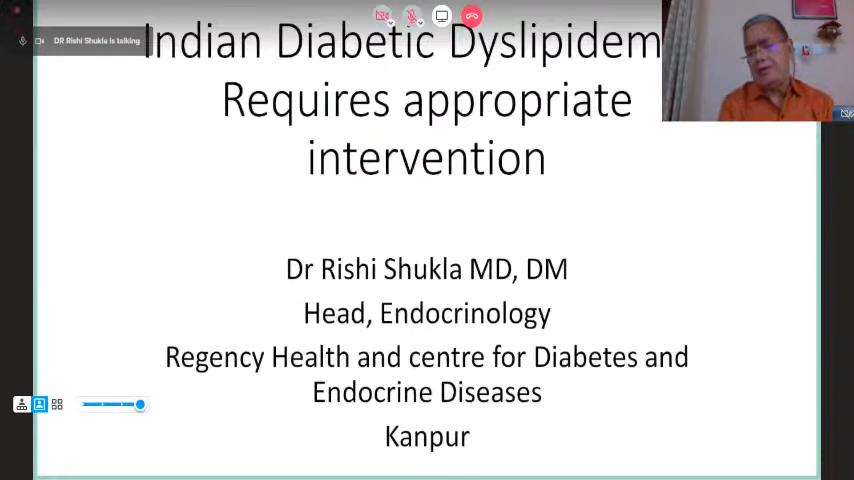 DR Rishi Shukla is talking
Indian Diabetic
Requires appropriate
intervention
Dr Rishi Shukla MD, DM
Head, Endocrinology
Regency Health and centre for Diabetes and
Endocrine Diseases
Kanpur